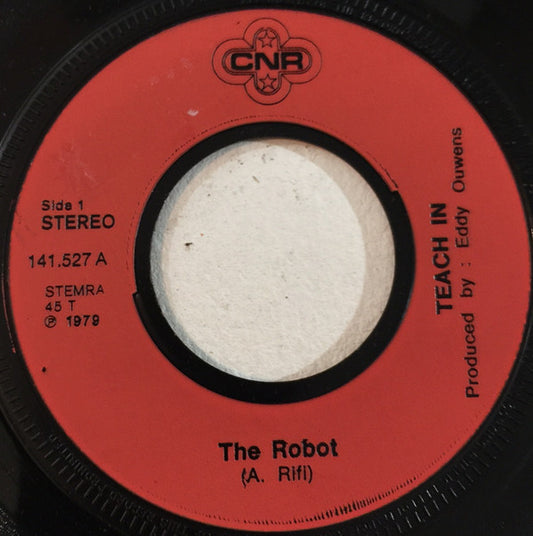 CNR
Side 1
STEREO
141.527 A
STEMRA
45 T
℗ 1979
TEACH IN
Produced by : Eddy Ouwens
The Robot
(A. Rifi)